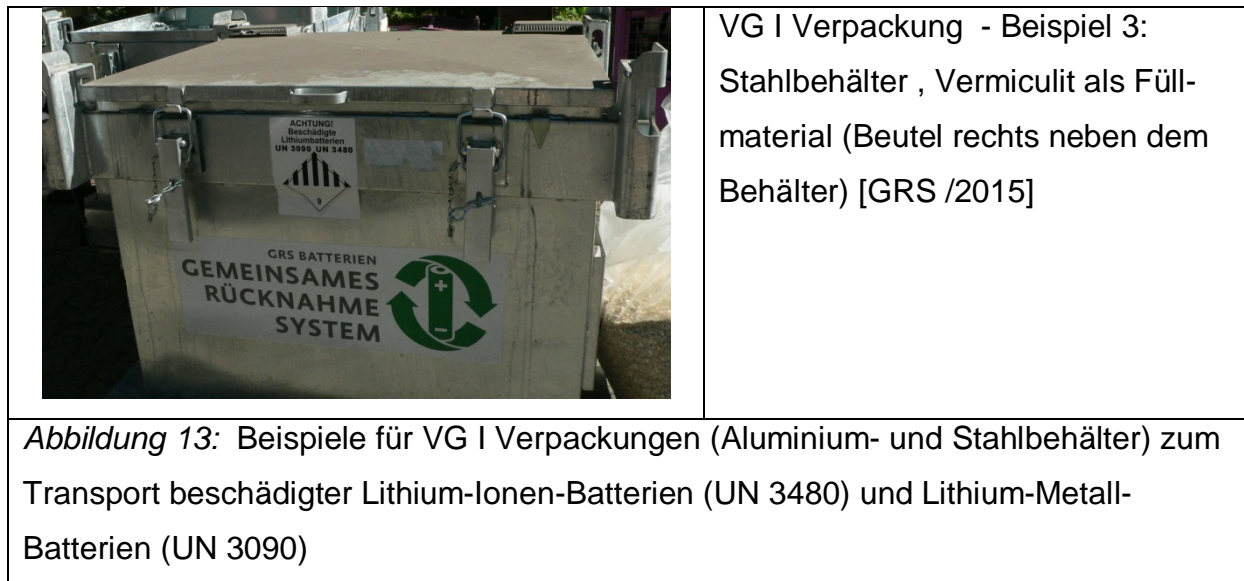 ACHTUNG!
Beschädigte
Lithiumbatterien
UN 3090 UN 3480
9
GRS BATTERIEN
GEMEINSAMES
RÜCKNAHME
SYSTEM
VG I Verpackung - Beispiel 3:
Stahlbehälter , Vermiculit als Füll-
material (Beutel rechts neben dem
Behälter) [GRS /2015]
Abbildung 13: Beispiele für VG I Verpackungen (Aluminium- und Stahlbehälter) zum
Transport beschädigter Lithium-Ionen-Batterien (UN 3480) und Lithium-Metall-
Batterien (UN 3090)